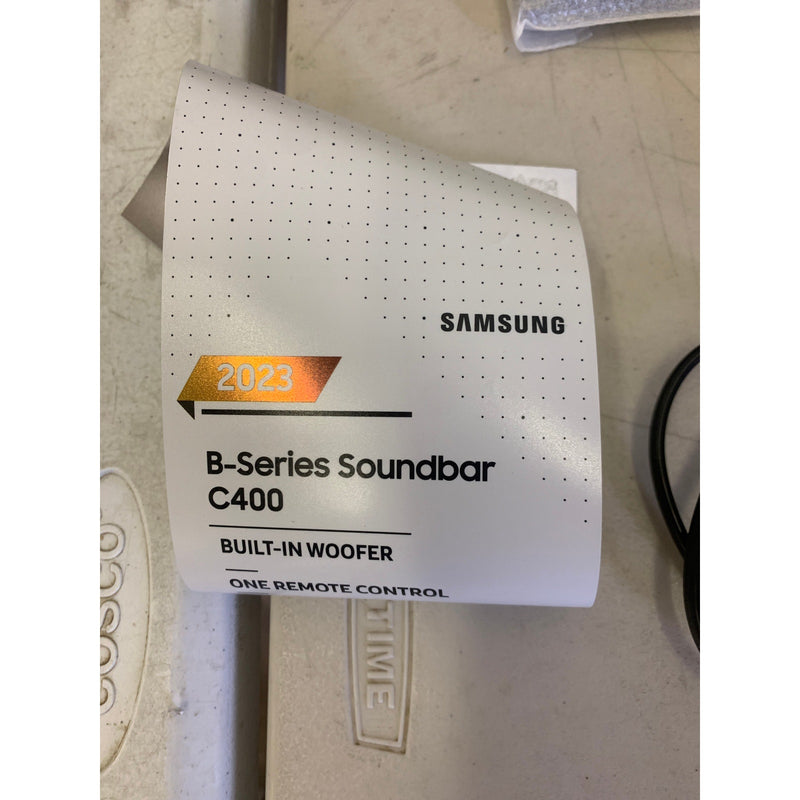 SAMSUNG
2023
B-Series Soundbar
C400
BUILT-IN WOOFER
ONE REMOTE CONTROL
COSCO
TIME